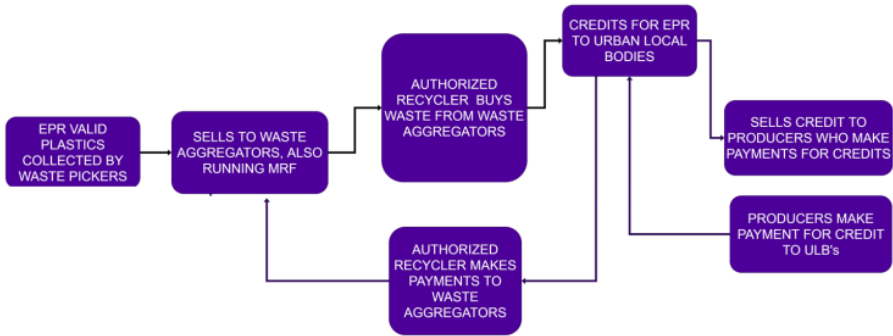 EPR VALID
PLASTICS
COLLECTED BY
WASTE PICKERS
SELLS TO WASTE
AGGREGATORS, ALSO
RUNNING MRF
AUTHORIZED
RECYCLER BUYS
WASTE FROM WASTE
AGGREGATORS
CREDITS FOR EPR
TO URBAN LOCAL
BODIES
SELLS CREDIT TO
PRODUCERS WHO MAKE
PAYMENTS FOR CREDITS
PRODUCERS MAKE
PAYMENT FOR CREDIT
TO ULB's
AUTHORIZED
RECYCLER MAKES
PAYMENTS TO
WASTE
AGGREGATORS